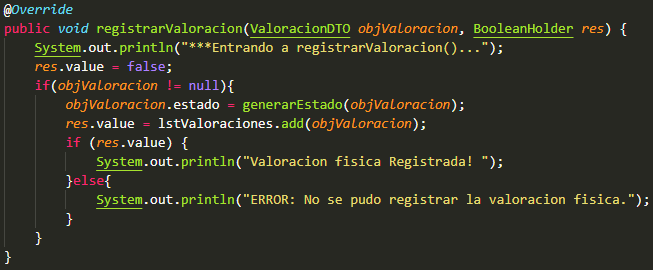 @Override
public void registrarValoracion(ValoracionDTO objValoracion, BooleanHolder res) {
System.out.println("***Entrando a registrarValoracion()...");
res.value = false;
if(objValoracion != null){
objValoracion.estado = generarEstado(objValoracion);
res.value = lstValoraciones.add(objValoracion);
if (res.value) {
System.out.println("Valoracion fisica Registrada! ");
}else{
System.out.println("ERROR: No se pudo registrar la valoracion fisica.");
}
}
}